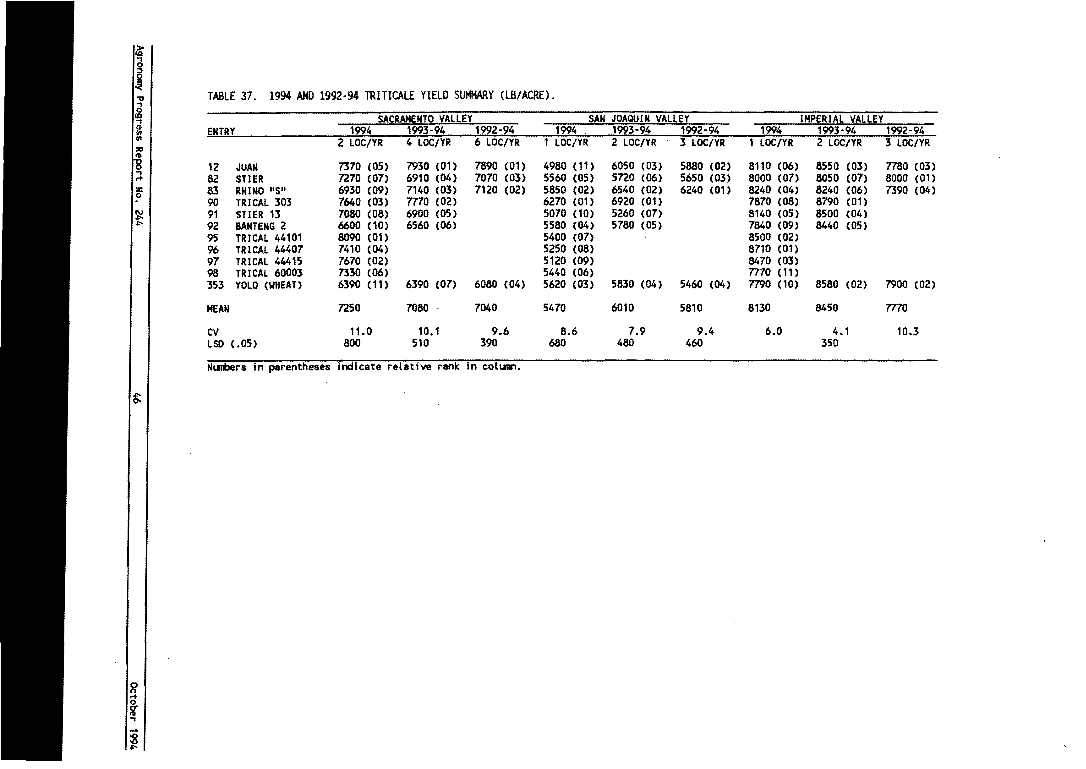 Agronomy Progress Report No. 244 46 October 1994
TABLE 37. 1994 AND 1992-94 TRITICALE YIELD SUMMARY (LB/ACRE).
SACRAMENTO VALLEY SAN JOAQUIN VALLEY IMPERIAL VALLEY
ENTRY 1994 1993-94 1992-94 1994 1993-94 1992-94 1994 1993-94 1992-94
2 LOC/YR 4 LOC/YR 6 LOC/YR 1 LOC/YR 2 LOC/YR 3 LOC/YR 1 LOC/YR 2 LOC/YR 3 LOC/YR
12 JUAN 7370 (05) 7930 (01) 7890 (01) 4980 (11) 6050 (03) 5880 (02) 8110 (06) 8550 (03) 7780 (03)
82 STIER 7270 (07) 6910 (04) 7070 (03) 5560 (05) 5720 (06) 5650 (03) 8000 (07) 8050 (07) 8000 (01)
83 RHINO "S" 6930 (09) 7140 (03) 7120 (02) 5850 (02) 6540 (02) 6240 (01) 8240 (04) 8240 (06) 7390 (04)
90 TRICAL 303 7640 (03) 7770 (02) 6270 (01) 6920 (01) 7870 (08) 8790 (01)
91 STIER 13 7080 (08) 6900 (05) 5070 (10) 5260 (07) 8140 (05) 8500 (04)
92 BANTENG 2 6600 (10) 6560 (06) 5580 (04) 5780 (05) 7840 (09) 8440 (05)
95 TRICAL 44101 8090 (01) 5400 (07) 8500 (02)
96 TRICAL 44407 7410 (04) 5250 (08) 8710 (01)
97 TRICAL 44415 7670 (02) 5120 (09) 8470 (03)
98 TRICAL 60003 7330 (06) 5440 (06) 7770 (11)
353 YOLO (WHEAT) 6390 (11) 6390 (07) 6080 (04) 5620 (03) 5830 (04) 5460 (04) 7790 (10) 8580 (02) 7900 (02)
MEAN 7250 7080 7040 5470 6010 5810 8130 8450 7770
CV 11.0 10.1 9.6 8.6 7.9 9.4 6.0 4.1 10.3
LSD (.05) 800 510 390 680 480 460 350
Numbers in parentheses indicate relative rank in column.